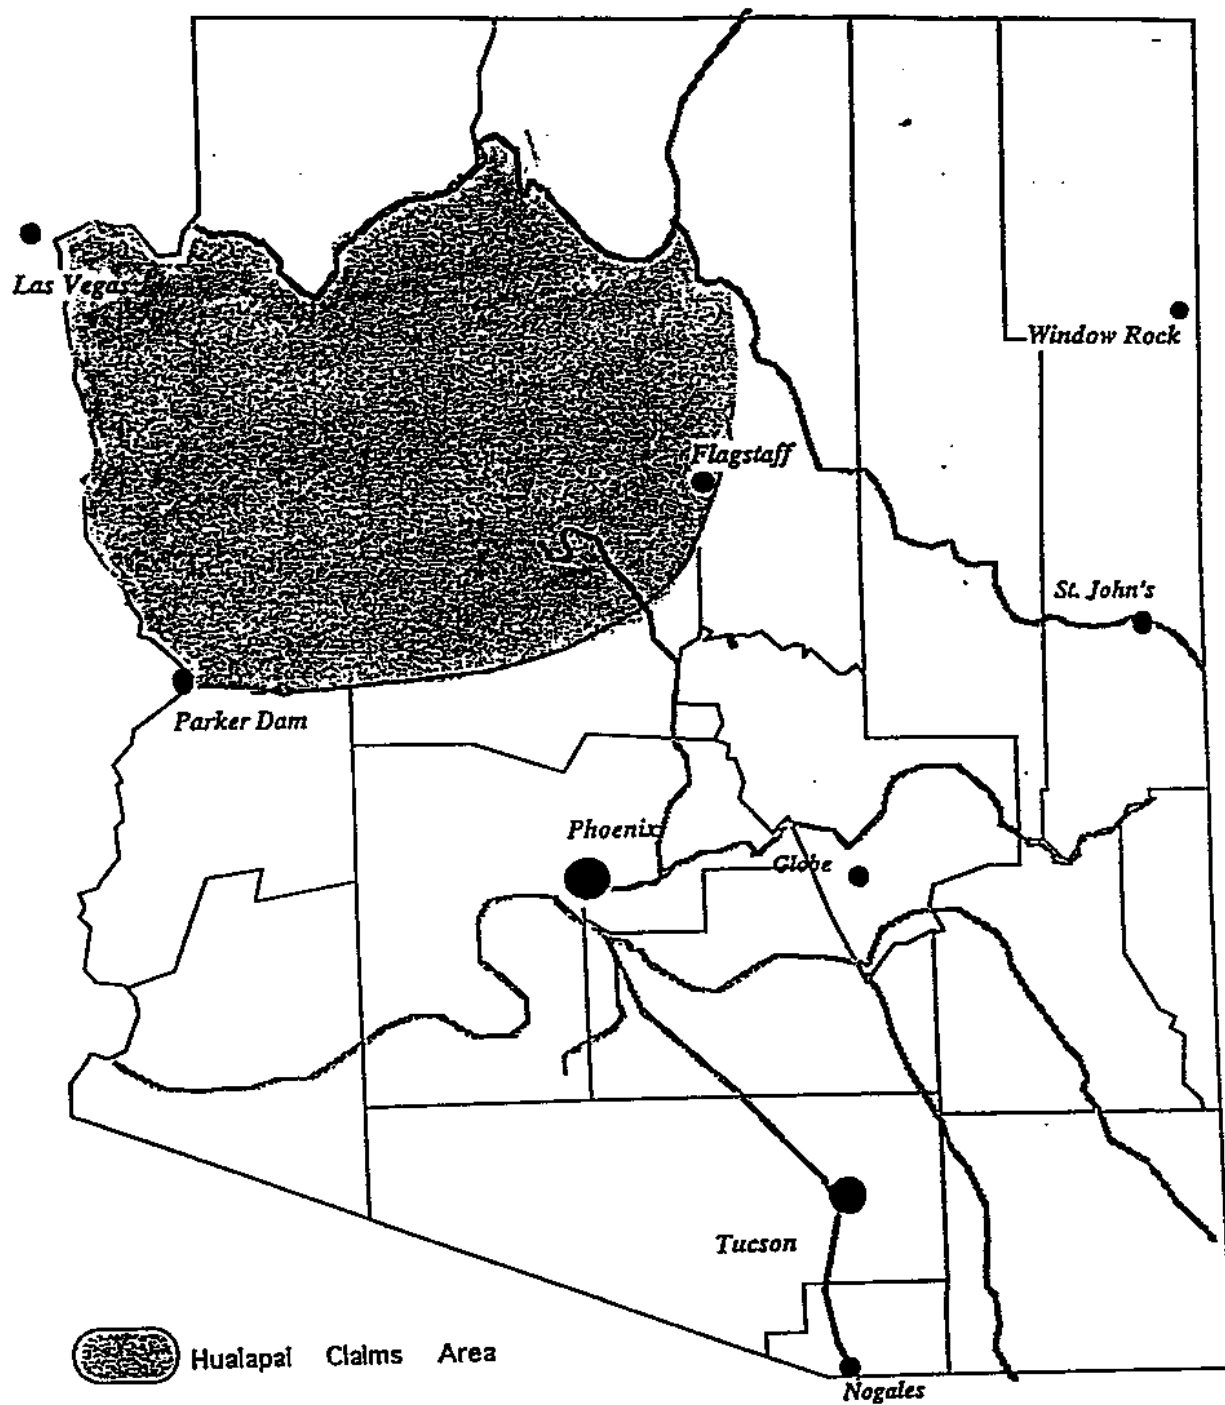 Las Vegas
Window Rock
Flagstaff
St. John's
Parker Dam
Phoenix
Globe
Tucson
Hualapai Claims Area
Nogales